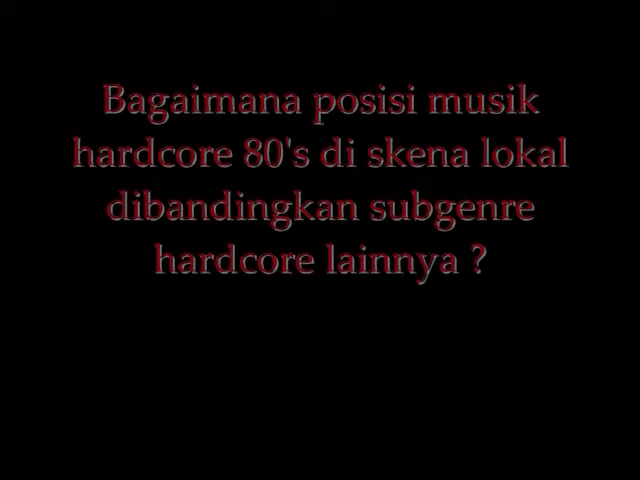 Bagaimana posisi musik
hardcore 80's di skena lokal
dibandingkan subgenre
hardcore lainnya ?